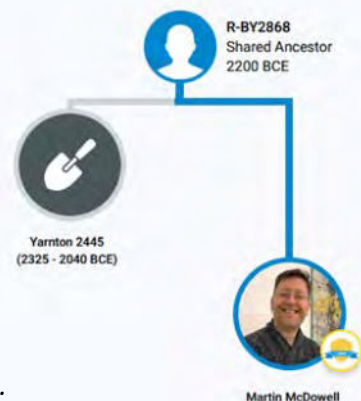 R-BY2868
Shared Ancestor
2200 BCE
Yarnton 2445
(2325 - 2040 BCE)
.
Martin McDowell